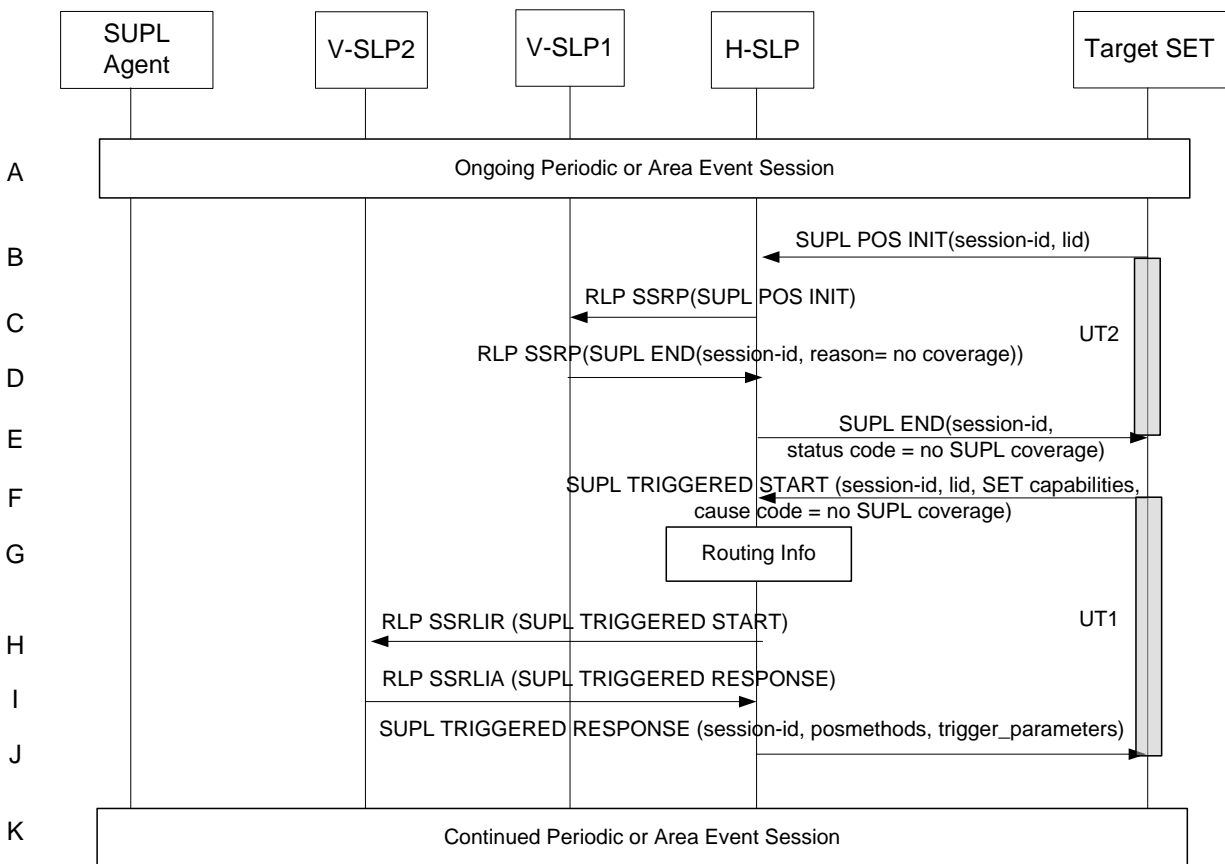 SUPL
Agent
V-SLP2
V-SLP1
H-SLP
Target SET
A
Ongoing Periodic or Area Event Session
B
SUPL POS INIT(session-id, lid)
C
RLP SSRP(SUPL POS INIT)
UT2
D
RLP SSRP(SUPL END(session-id, reason= no coverage))
E
SUPL END(session-id,
status code = no SUPL coverage)
F
SUPL TRIGGERED START (session-id, lid, SET capabilities,
cause code = no SUPL coverage)
G
Routing Info
H
RLP SSRLIR (SUPL TRIGGERED START)
UT1
I
RLP SSRLIA (SUPL TRIGGERED RESPONSE)
J
SUPL TRIGGERED RESPONSE (session-id, posmethods, trigger_parameters)
K
Continued Periodic or Area Event Session